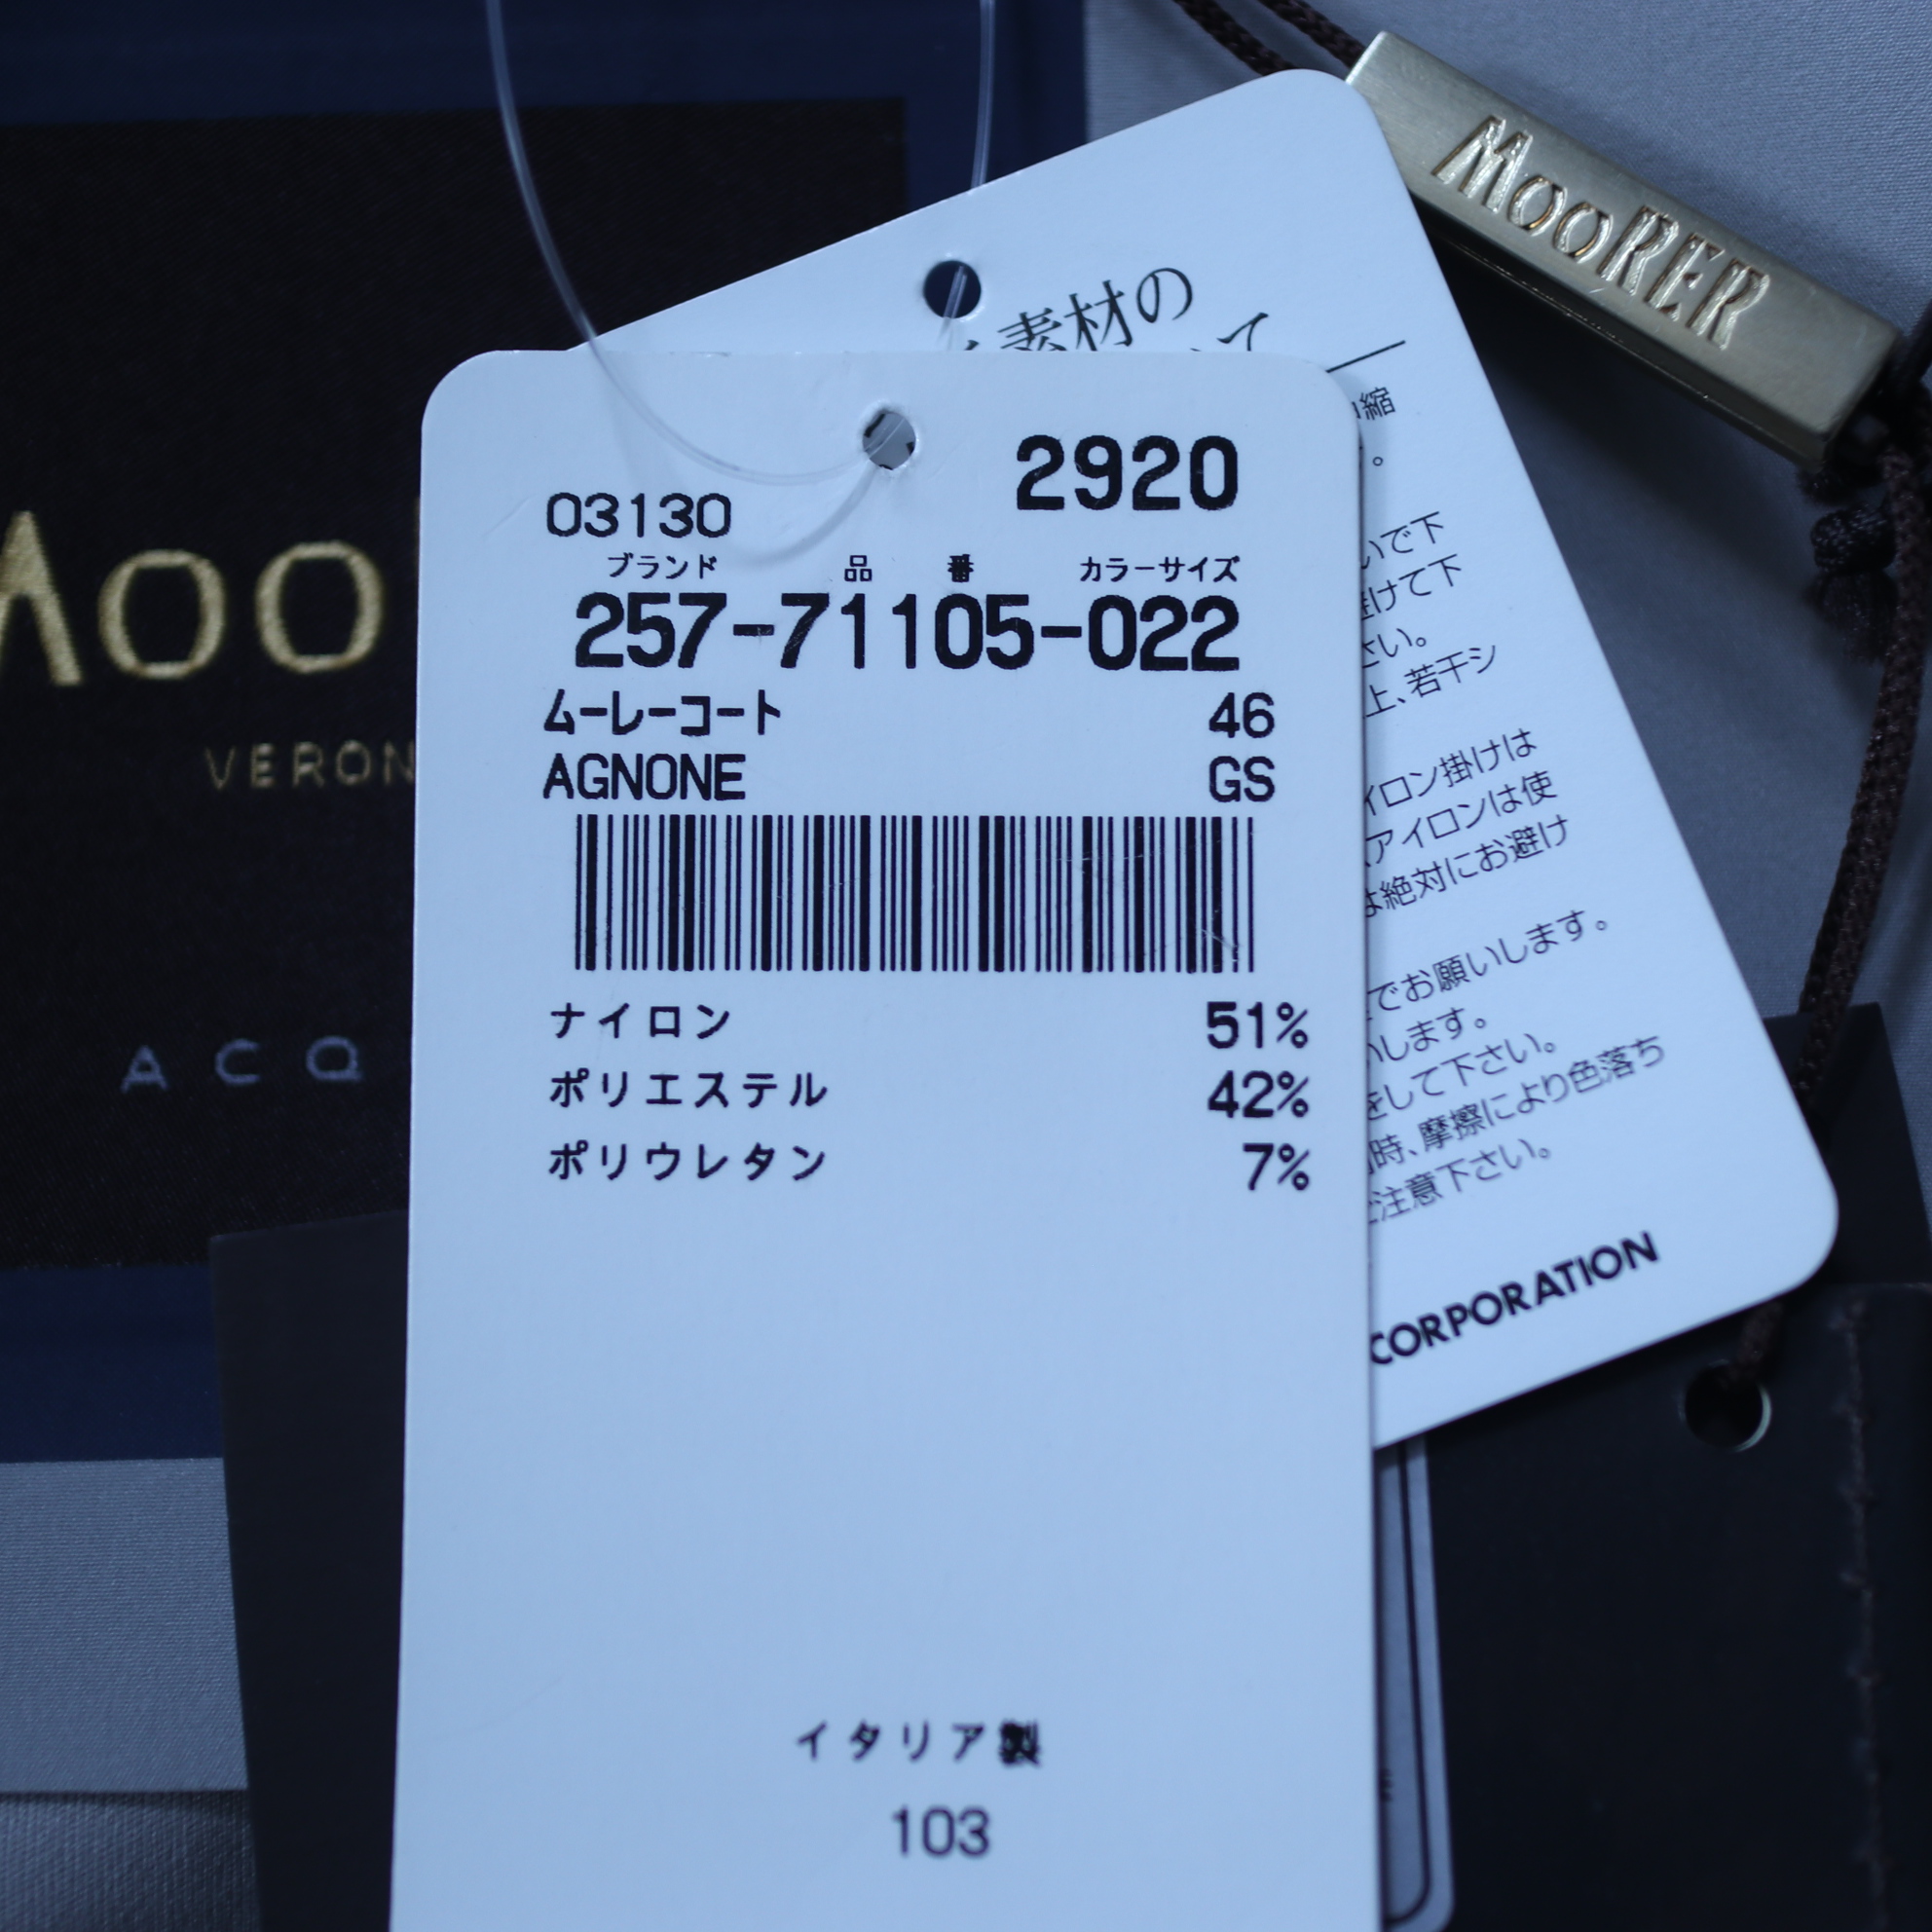 MooRER
素材の
て
縮
2920
03130
ブランド 品 番 カラーサイズ
257-71105-022
ムーレーコート 46
AGNONE GS
ナイロン 51%
ポリエステル 42%
ポリウレタン 7%
イタリア製
103
いで下
避けて下
さい。
上、若干シ
イロン掛けは
アイロンは使
は絶対にお避け
でお願いします。
いします。
をして下さい。
時、摩擦により色落ち
ご注意下さい。
CORPORATION
Moo
VERON
ACQ